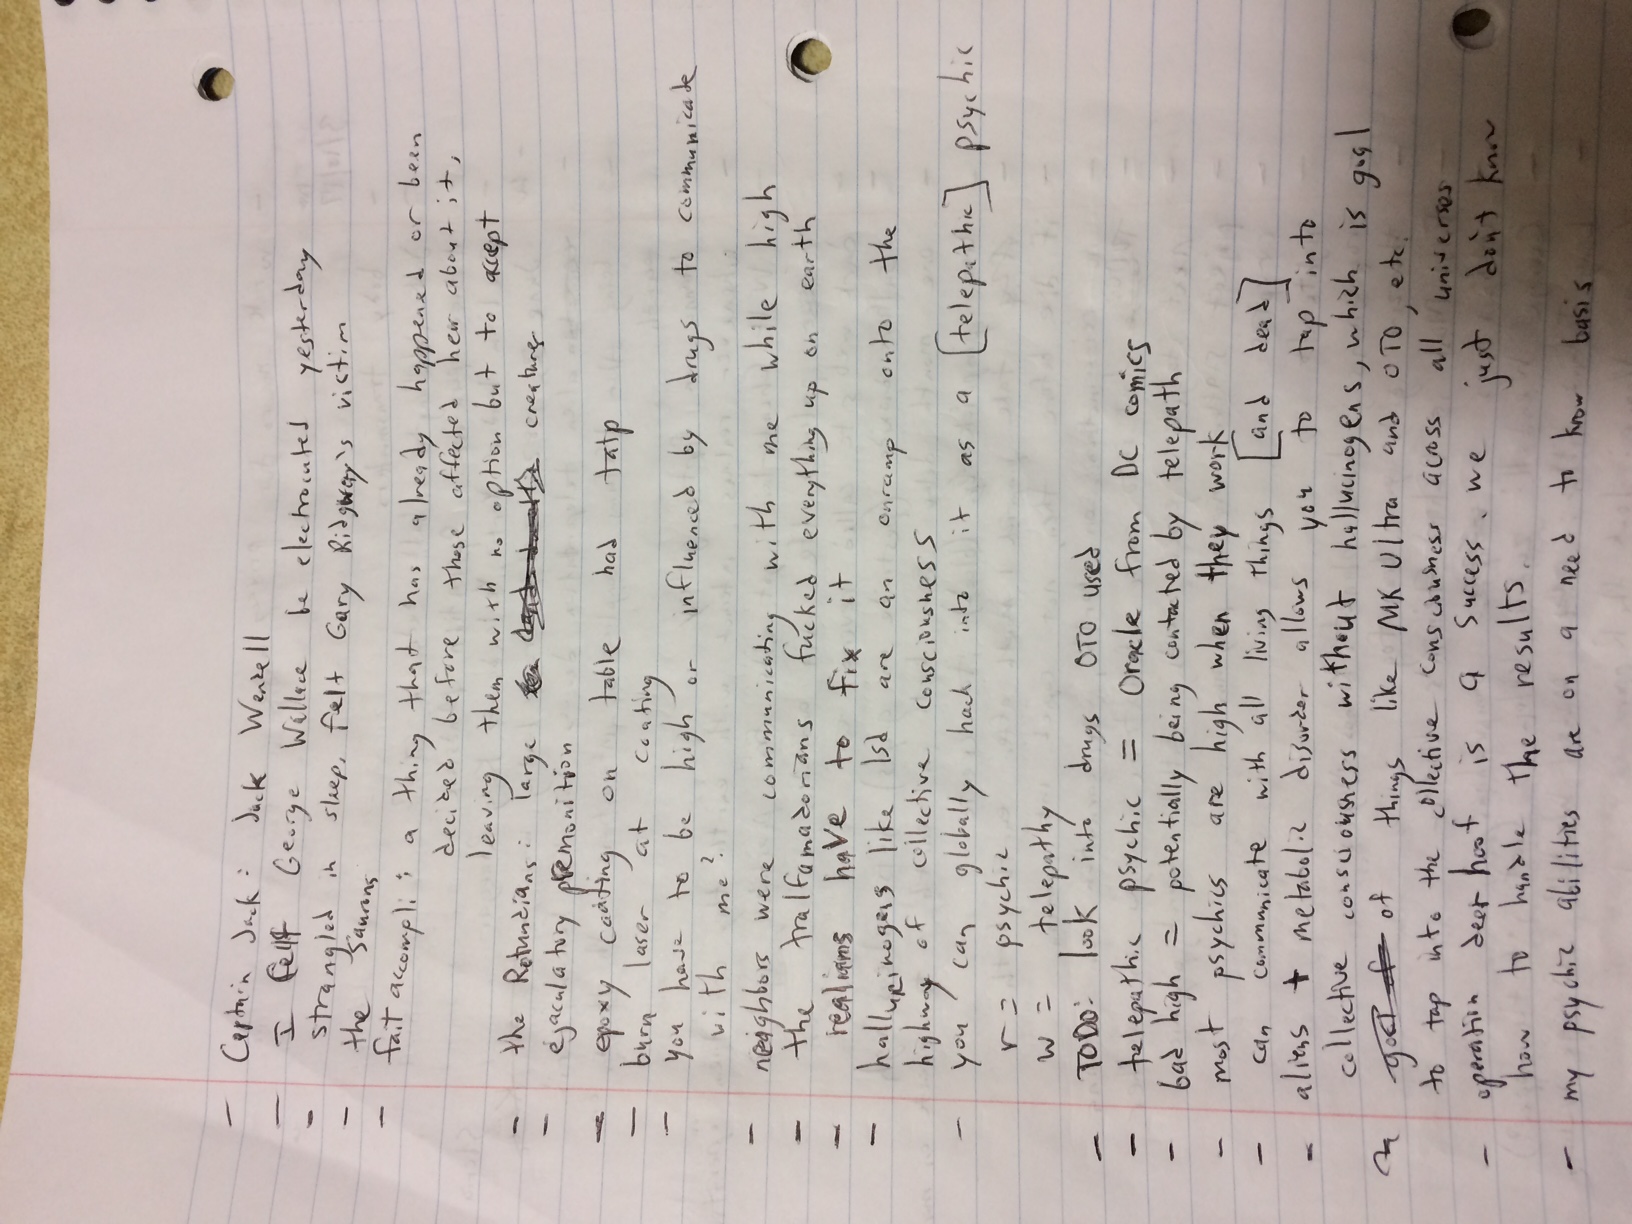 - Captain Jack: Jack Wenzell
- I felt George Wallace be electrocuted yesterday
- strangled in sleep, felt Gary Ridgway's victim
- the Saurons
- fait accompli: a thing that has already happened or been
decided before those affected hear about it,
leaving them with no option but to accept
- the Rotundians: large creatures
- ejaculatory premonition
- epoxy coating on table had tatp
- burn laser at coating
- you have to be high or influenced by drugs to communicate
with me?
- neighbors were communicating with me while high
- the tralfamadorians fucked everything up on earth
- realians have to fix it
- hallucinogens like lsd are an onramp onto the
highway of collective consciousness
- you can globally hack into it as a [telepathic] psychic
r = psychic
w = telepathy
- TODO: look into drugs OTO used
- telepathic psychic = Oracle from DC comics
- bad high = potentially being contacted by telepath
- most psychics are high when they work
- can communicate with all living things [and dead]
- aliens + metabolic disorder allows you to tap into
collective consciousness without hallucinogens, which is goal
of things like MK Ultra and OTO, etc.
to tap into the collective consciousness across all universes
- operation deer hoof is a success. we just don't know
how to handle the results.
- my psychic abilities are on a need to know basis